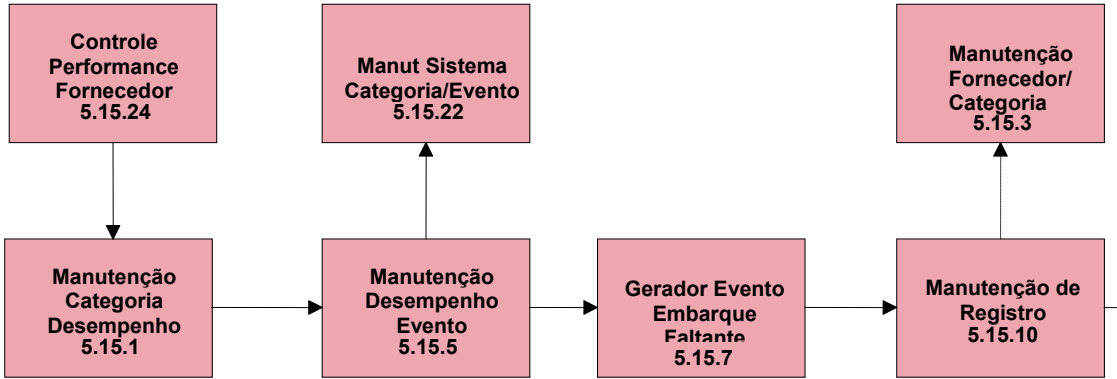 Controle
Performance
Fornecedor
5.15.24
Manut Sistema
Categoria/Evento
5.15.22
Manutenção
Fornecedor/
Categoria
5.15.3
Manutenção
Categoria
Desempenho
5.15.1
Manutenção
Desempenho
Evento
5.15.5
Gerador Evento
Embarque
Faltante
5.15.7
Manutenção de
Registro
5.15.10